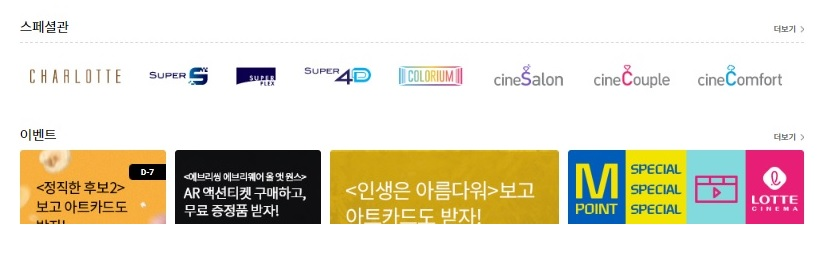 스페셜관
더보기 >
CHARLOTTE SUPER S SUPER PLEX SUPER 4D COLORIUM cineSalon cineCouple cineComfort
이벤트
더보기 >
D-7
<정직한 후보2>
보고 아트카드도
받자!
<에브리씽 에브리웨어 올 앳 원스>
AR 액션티켓 구매하고,
무료 증정품 받자!
<인생은 아름다워>보고
아트카드도 받자!
M
POINT
SPECIAL
SPECIAL
SPECIAL
L
LOTTE
CINEMA